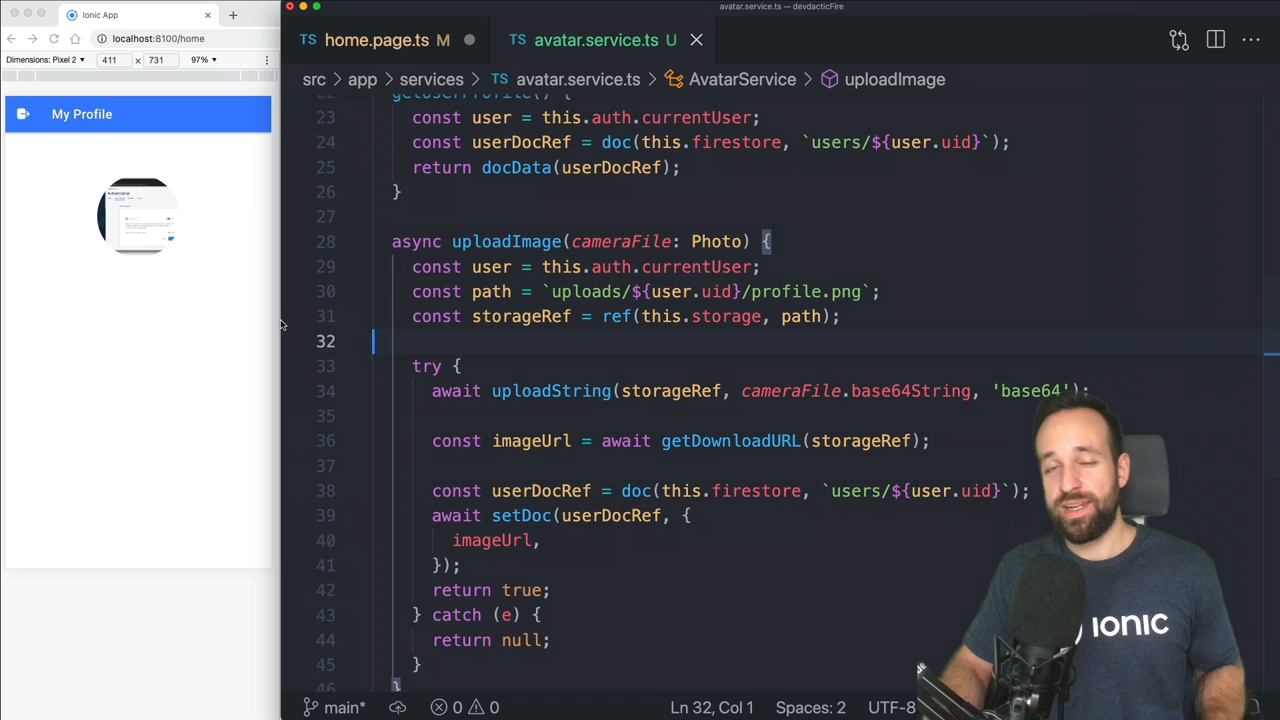 Ionic App
localhost:8100/home
Dimensions: Pixel 2 ▾ 411 × 731 97% ▾
My Profile
avatar.service.ts — devdacticFire
TS home.page.ts M
TS avatar.service.ts U
src > app > services > TS avatar.service.ts > AvatarService > uploadImage
22 getUserProfile() {
23 const user = this.auth.currentUser;
24 const userDocRef = doc(this.firestore, `users/${user.uid}`);
25 return docData(userDocRef);
26 }
27
28 async uploadImage(cameraFile: Photo) {
29 const user = this.auth.currentUser;
30 const path = `uploads/${user.uid}/profile.png`;
31 const storageRef = ref(this.storage, path);
32
33 try {
34 await uploadString(storageRef, cameraFile.base64String, 'base64');
35
36 const imageUrl = await getDownloadURL(storageRef);
37
38 const userDocRef = doc(this.firestore, `users/${user.uid}`);
39 await setDoc(userDocRef, {
40 imageUrl,
41 });
42 return true;
43 } catch (e) {
44 return null;
45 }
46 }
main* 0 0 Ln 32, Col 1 Spaces: 2 UTF-8
IONIC